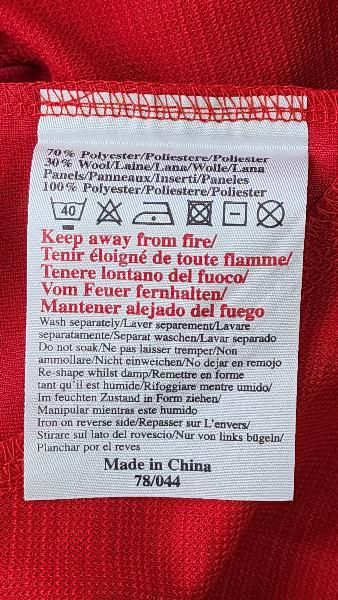 70% Polyester/Poliestere/Poliester
30% Wool/Laine/Lana/Wolle/Lana
Panels/Panneaux/Inserti/Paneles
100% Polyester/Poliestere/Poliester
40
Keep away from fire/
Tenir éloigné de toute flamme/
Tenere lontano del fuoco/
Vom Feuer fernhalten/
Mantener alejado del fuego
Wash separately/Laver separement/Lavare
separatamente/Separat waschen/Lavar separado
Do not soak/Ne pas laisser tremper/Non
ammollare/Nicht einweichen/No dejar en remojo
Re-shape whilst damp/Remettre en forme
tant qu'il est humide/Rifoggiare mentre umido/
Im feuchten Zustand in Form ziehen/
Manipular mientras este humido
Iron on reverse side/Repasser sur L'envers/
Stirare sul lato del rovescio/Nur von links bügeln/
Planchar por el reves
Made in China
78/044